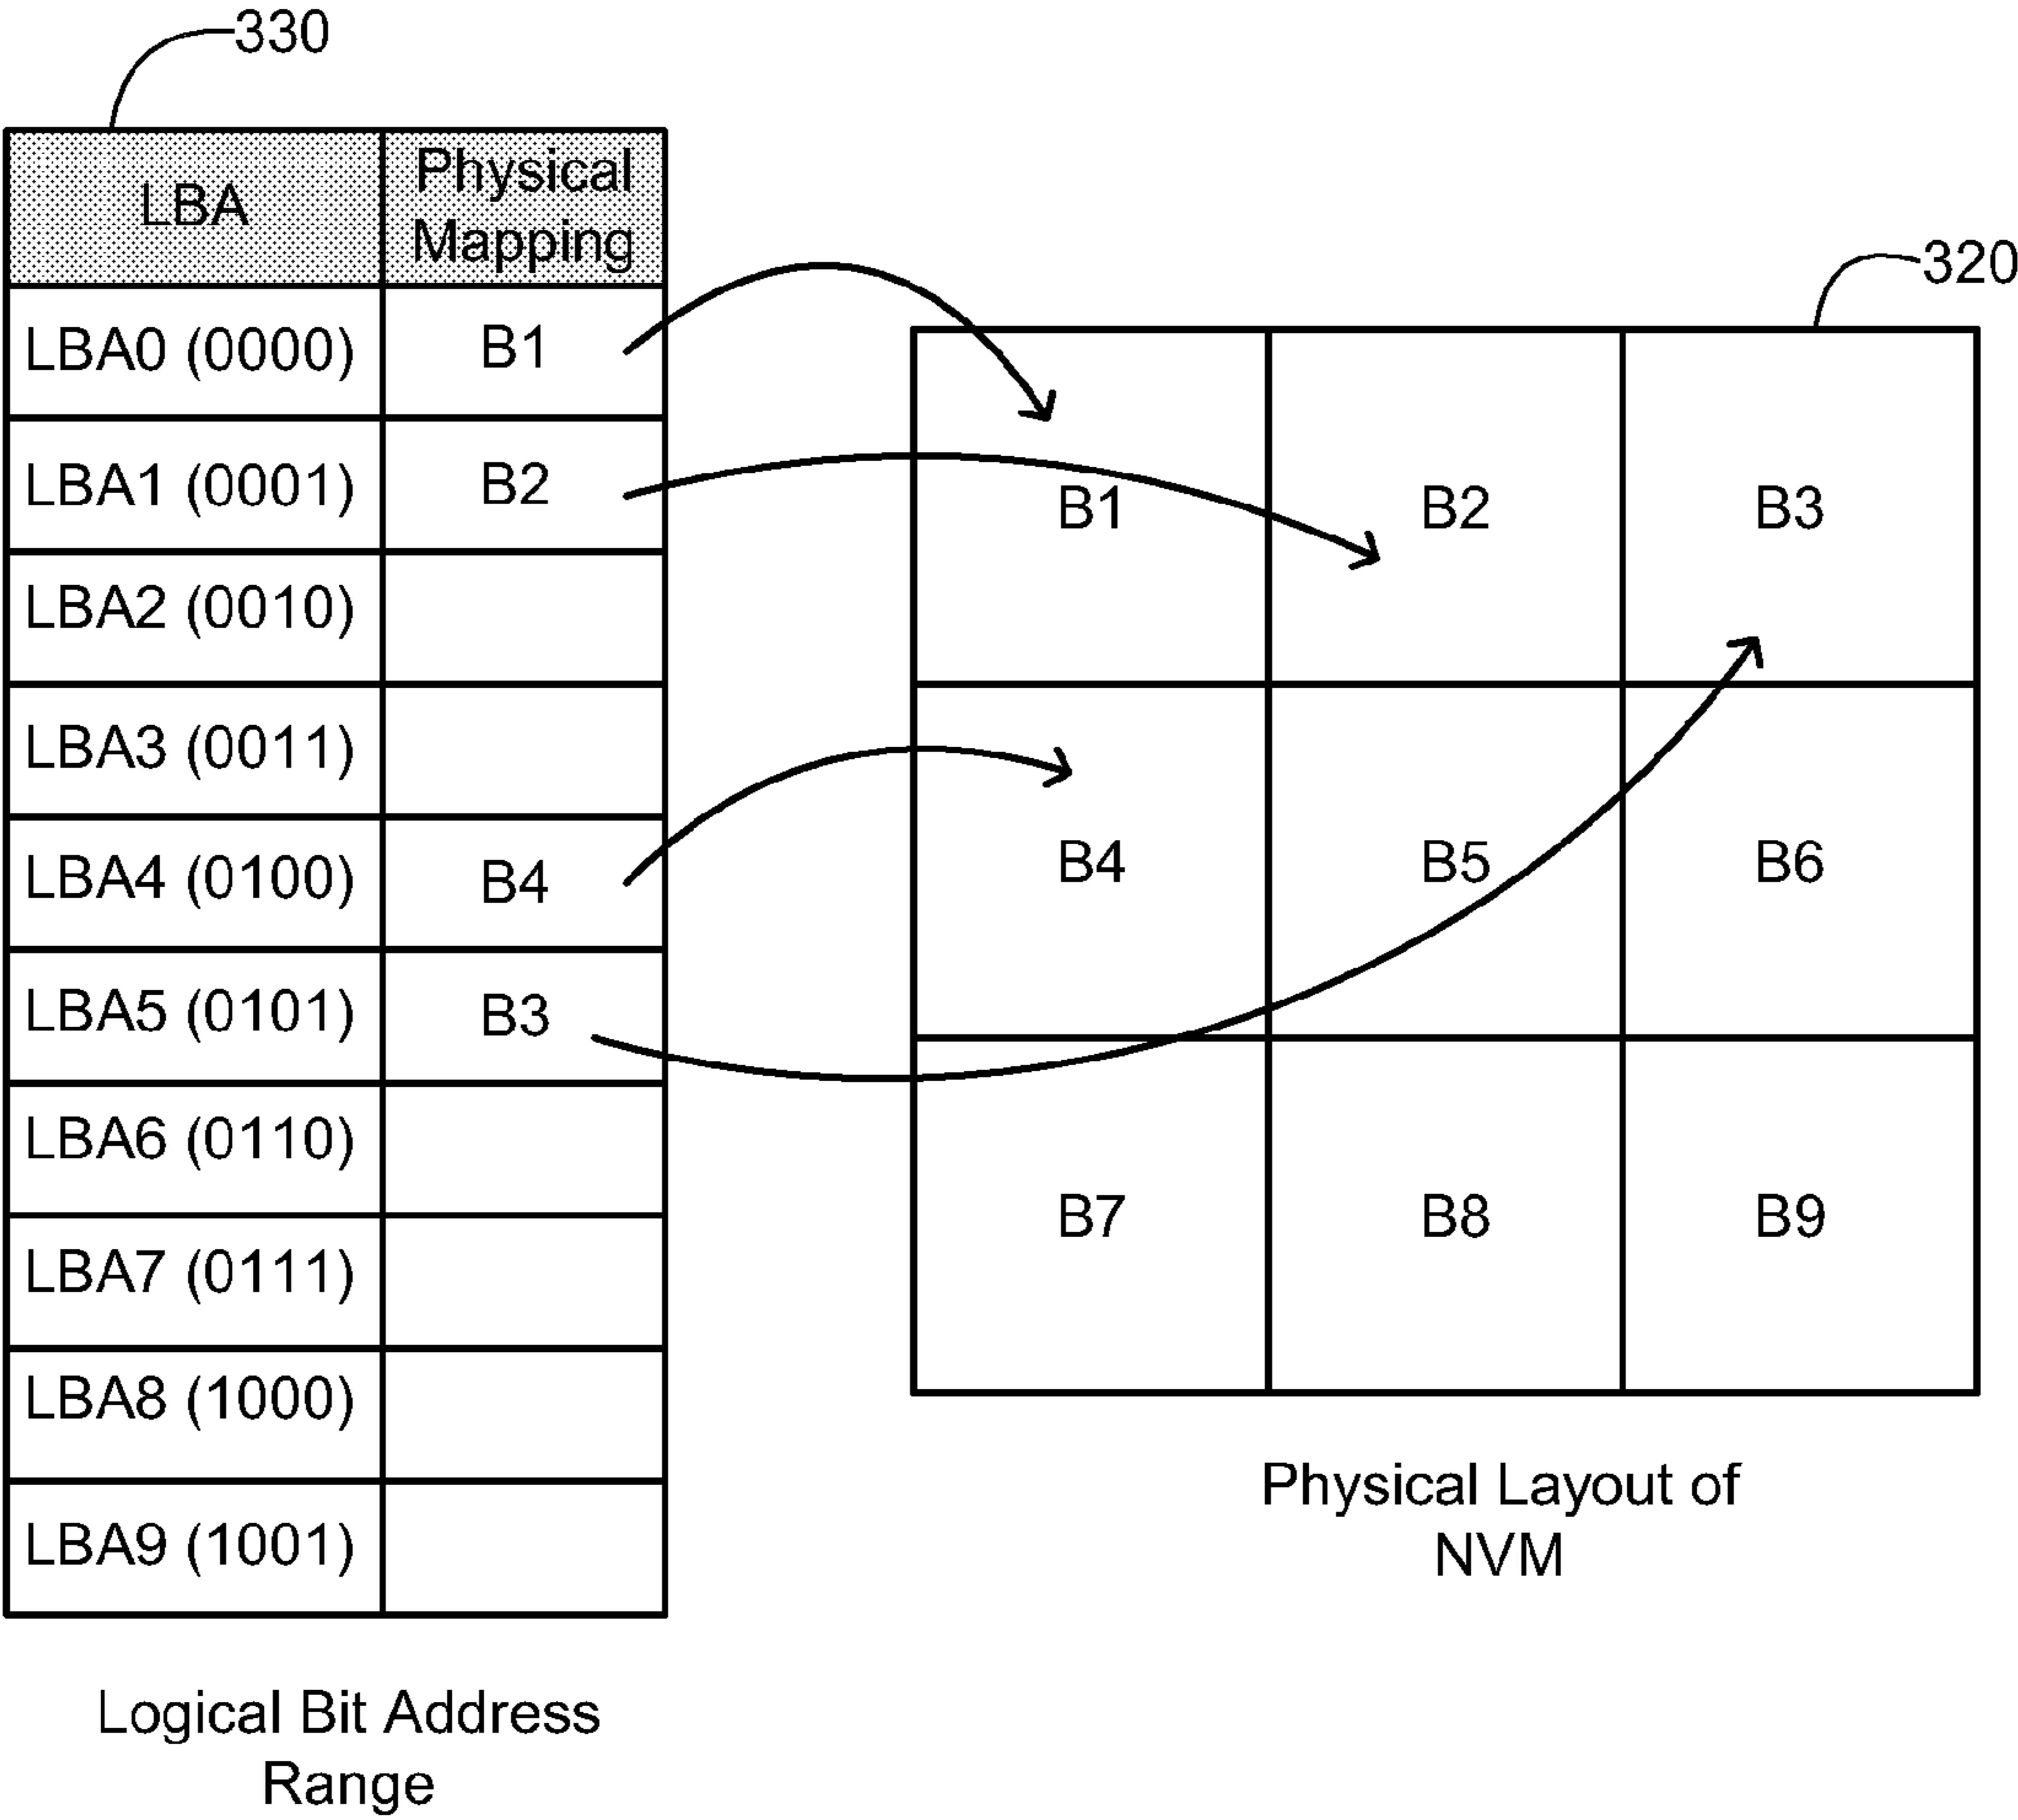 330
LBA
Physical
Mapping
320
LBA0 (0000) B1
LBA1 (0001) B2
LBA2 (0010)
LBA3 (0011)
LBA4 (0100) B4
LBA5 (0101) B3
LBA6 (0110)
LBA7 (0111)
LBA8 (1000)
LBA9 (1001)
B1 B2 B3
B4 B5 B6
B7 B8 B9
Physical Layout of
NVM
Logical Bit Address
Range